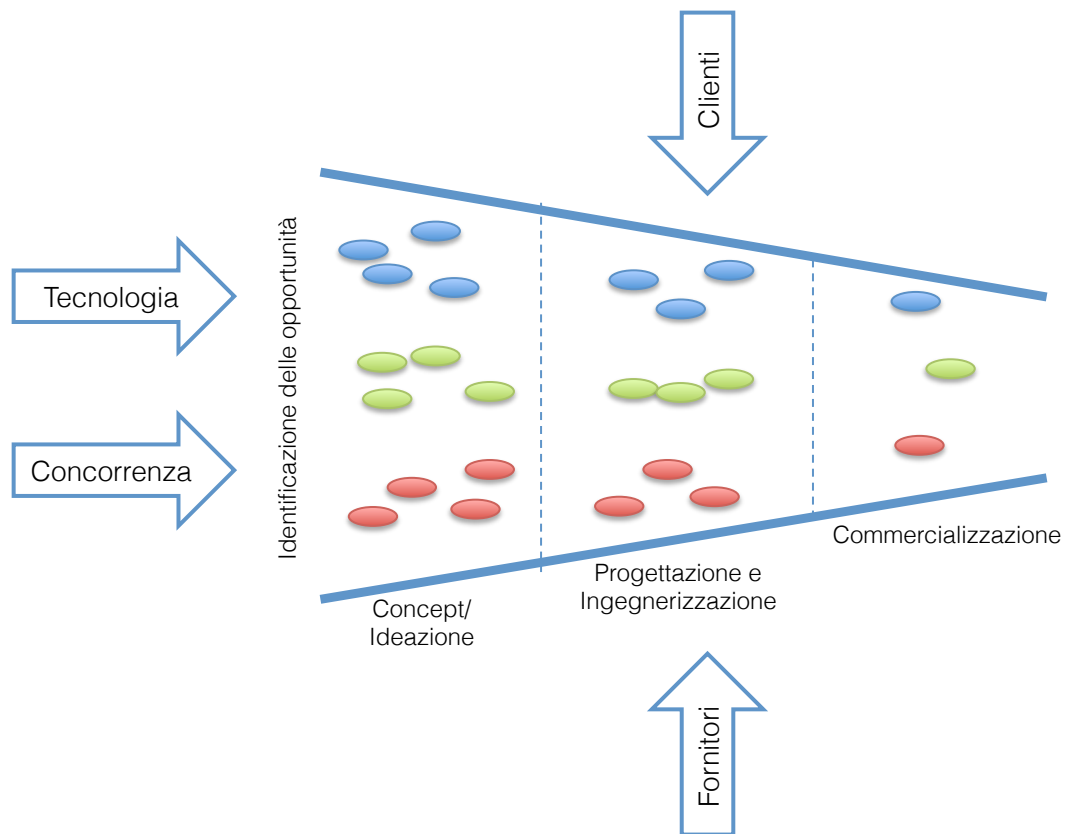 Clienti
Identificazione delle opportunità
Tecnologia
Concorrenza
Commercializzazione
Progettazione e
Ingegnerizzazione
Concept/
Ideazione
Fornitori